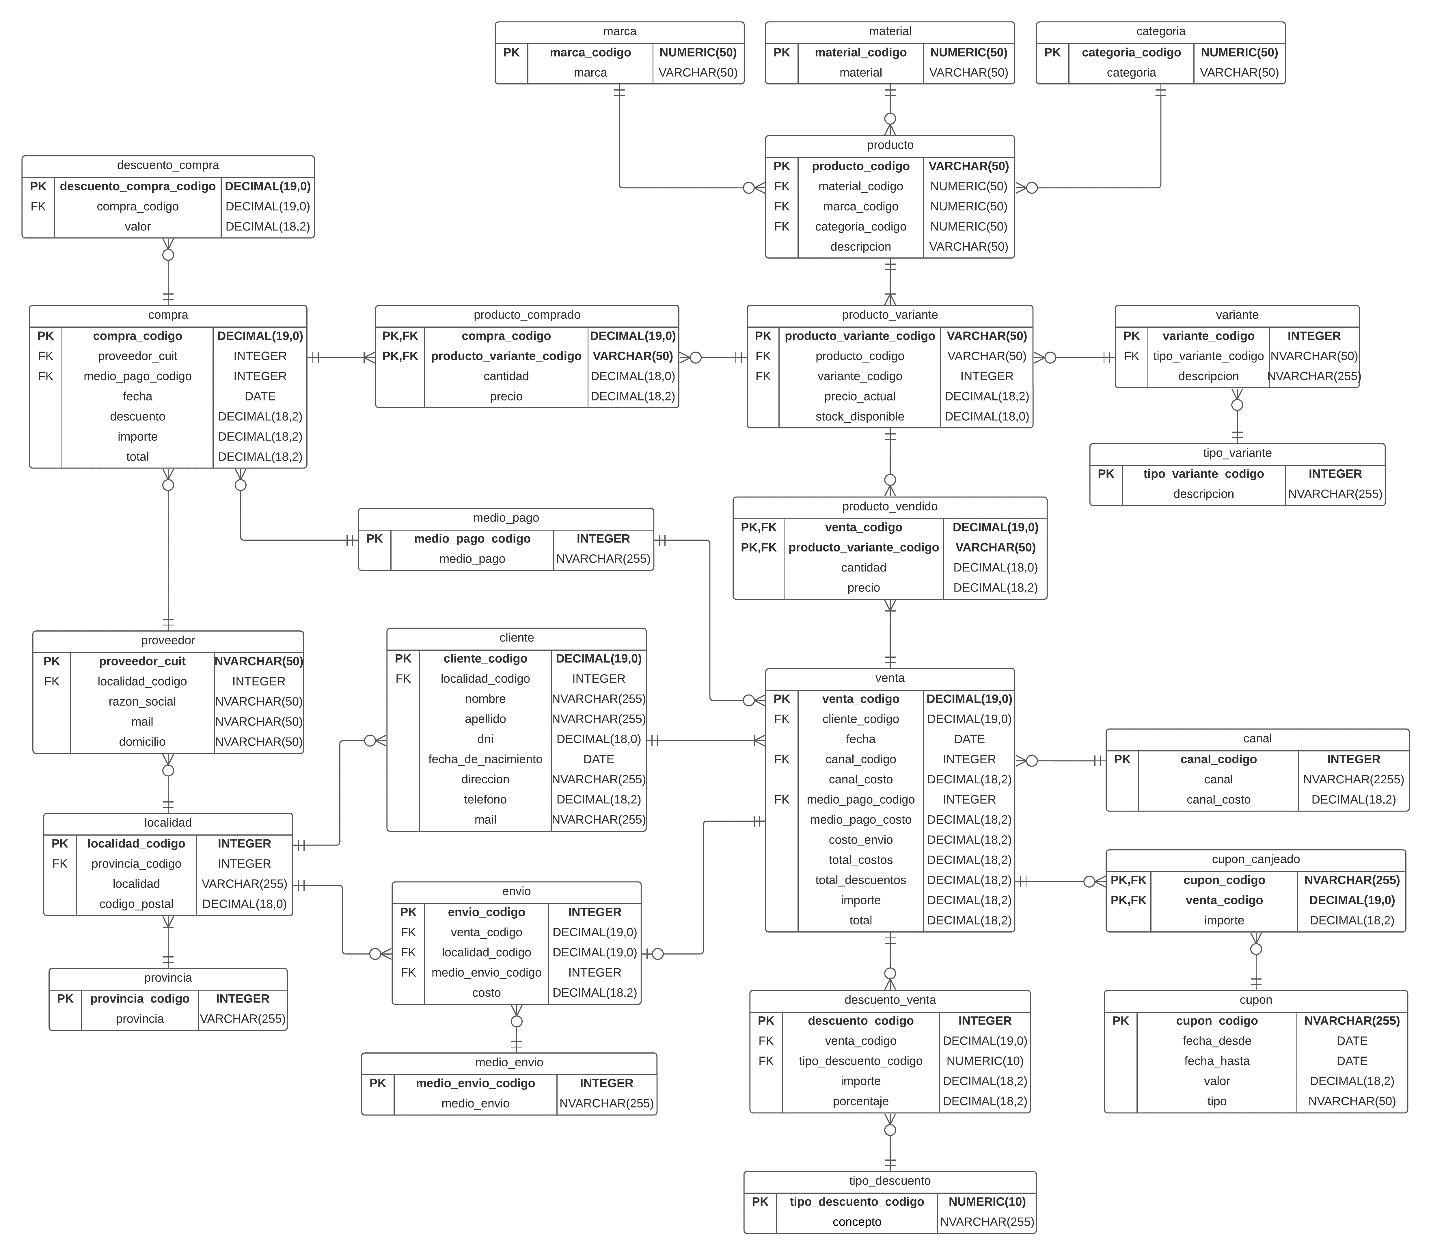 marca
PK marca_codigo NUMERIC(50)
marca VARCHAR(50)
material
PK material_codigo NUMERIC(50)
material VARCHAR(50)
categoria
PK categoria_codigo NUMERIC(50)
categoria VARCHAR(50)
producto
PK producto_codigo VARCHAR(50)
FK material_codigo NUMERIC(50)
FK marca_codigo NUMERIC(50)
FK categoria_codigo NUMERIC(50)
descripcion VARCHAR(50)
descuento_compra
PK descuento_compra_codigo DECIMAL(19,0)
FK compra_codigo DECIMAL(19,0)
valor DECIMAL(18,2)
compra
PK compra_codigo DECIMAL(19,0)
FK proveedor_cuit INTEGER
FK medio_pago_codigo INTEGER
fecha DATE
descuento DECIMAL(18,2)
importe DECIMAL(18,2)
total DECIMAL(18,2)
producto_comprado
PK,FK compra_codigo DECIMAL(19,0)
PK,FK producto_variante_codigo VARCHAR(50)
cantidad DECIMAL(18,0)
precio DECIMAL(18,2)
producto_variante
PK producto_variante_codigo VARCHAR(50)
FK producto_codigo VARCHAR(50)
FK variante_codigo INTEGER
precio_actual DECIMAL(18,2)
stock_disponible DECIMAL(18,0)
variante
PK variante_codigo INTEGER
FK tipo_variante_codigo NVARCHAR(50)
descripcion NVARCHAR(255)
tipo_variante
PK tipo_variante_codigo INTEGER
descripcion NVARCHAR(255)
medio_pago
PK medio_pago_codigo INTEGER
medio_pago NVARCHAR(255)
producto_vendido
PK,FK venta_codigo DECIMAL(19,0)
PK,FK producto_variante_codigo VARCHAR(50)
cantidad DECIMAL(18,0)
precio DECIMAL(18,2)
proveedor
PK proveedor_cuit NVARCHAR(50)
FK localidad_codigo INTEGER
razon_social NVARCHAR(50)
mail NVARCHAR(50)
domicilio NVARCHAR(50)
cliente
PK cliente_codigo DECIMAL(19,0)
FK localidad_codigo INTEGER
nombre NVARCHAR(255)
apellido NVARCHAR(255)
dni DECIMAL(18,0)
fecha_de_nacimiento DATE
direccion NVARCHAR(255)
telefono DECIMAL(18,2)
mail NVARCHAR(255)
venta
PK venta_codigo DECIMAL(19,0)
FK cliente_codigo DECIMAL(19,0)
fecha DATE
FK canal_codigo INTEGER
canal_costo DECIMAL(18,2)
FK medio_pago_codigo INTEGER
medio_pago_costo DECIMAL(18,2)
costo_envio DECIMAL(18,2)
total_costos DECIMAL(18,2)
total_descuentos DECIMAL(18,2)
importe DECIMAL(18,2)
total DECIMAL(18,2)
canal
PK canal_codigo INTEGER
canal NVARCHAR(2255)
canal_costo DECIMAL(18,2)
localidad
PK localidad_codigo INTEGER
FK provincia_codigo INTEGER
localidad VARCHAR(255)
codigo_postal DECIMAL(18,0)
cupon_canjeado
PK,FK cupon_codigo NVARCHAR(255)
PK,FK venta_codigo DECIMAL(19,0)
importe DECIMAL(18,2)
envio
PK envio_codigo INTEGER
FK venta_codigo DECIMAL(19,0)
FK localidad_codigo DECIMAL(19,0)
FK medio_envio_codigo INTEGER
costo DECIMAL(18,2)
provincia
PK provincia_codigo INTEGER
provincia VARCHAR(255)
descuento_venta
PK descuento_codigo INTEGER
FK venta_codigo DECIMAL(19,0)
FK tipo_descuento_codigo NUMERIC(10)
importe DECIMAL(18,2)
porcentaje DECIMAL(18,2)
cupon
PK cupon_codigo NVARCHAR(255)
fecha_desde DATE
fecha_hasta DATE
valor DECIMAL(18,2)
tipo NVARCHAR(50)
medio_envio
PK medio_envio_codigo INTEGER
medio_envio NVARCHAR(255)
tipo_descuento
PK tipo_descuento_codigo NUMERIC(10)
concepto NVARCHAR(255)